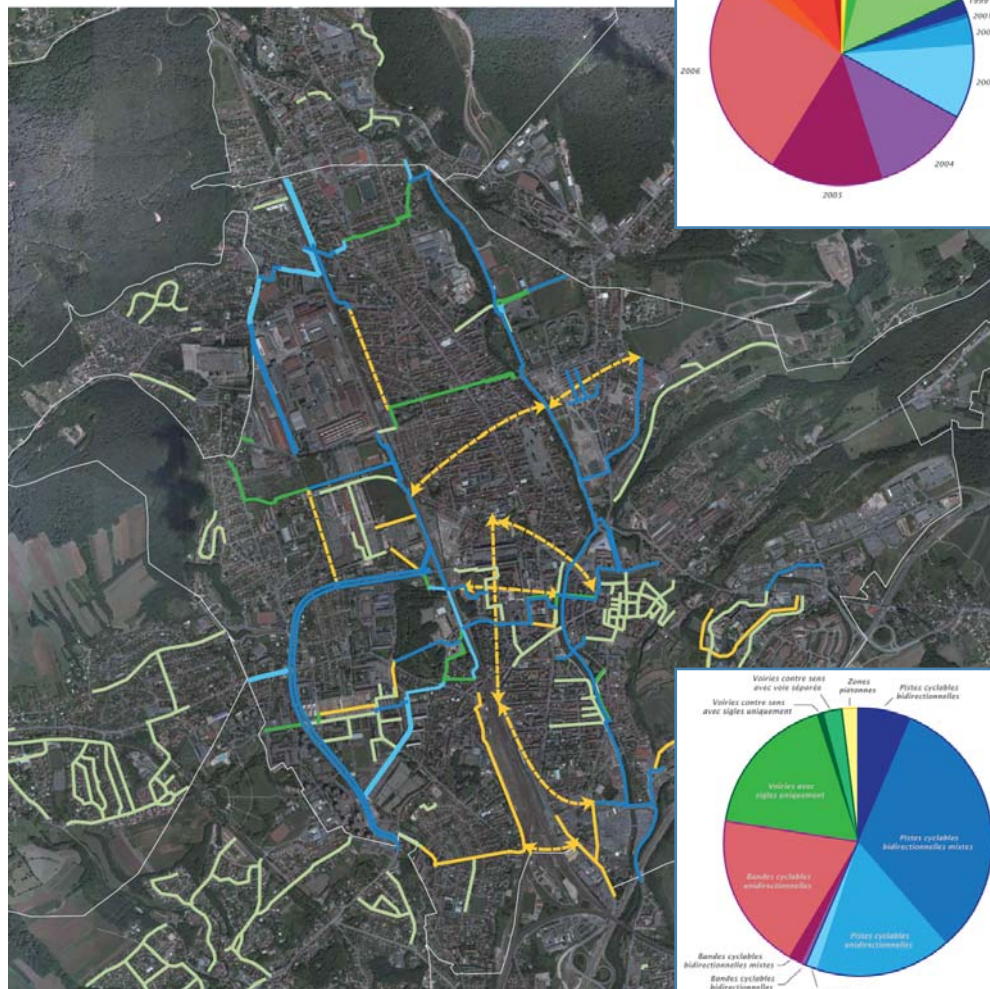 2001
2006
2004
2005
Voiries contre sens
avec voie séparée
Zones
piétonnes
Pistes cyclables
bidirectionnelles
Voiries contre sens
avec sigles uniquement
Voiries avec
sigles uniquement
Pistes cyclables
bidirectionnelles mixtes
Bandes cyclables
unidirectionnelles
Pistes cyclables
unidirectionnelles
Bandes cyclables
bidirectionnelles mixtes
Bandes cyclables
bidirectionnelles